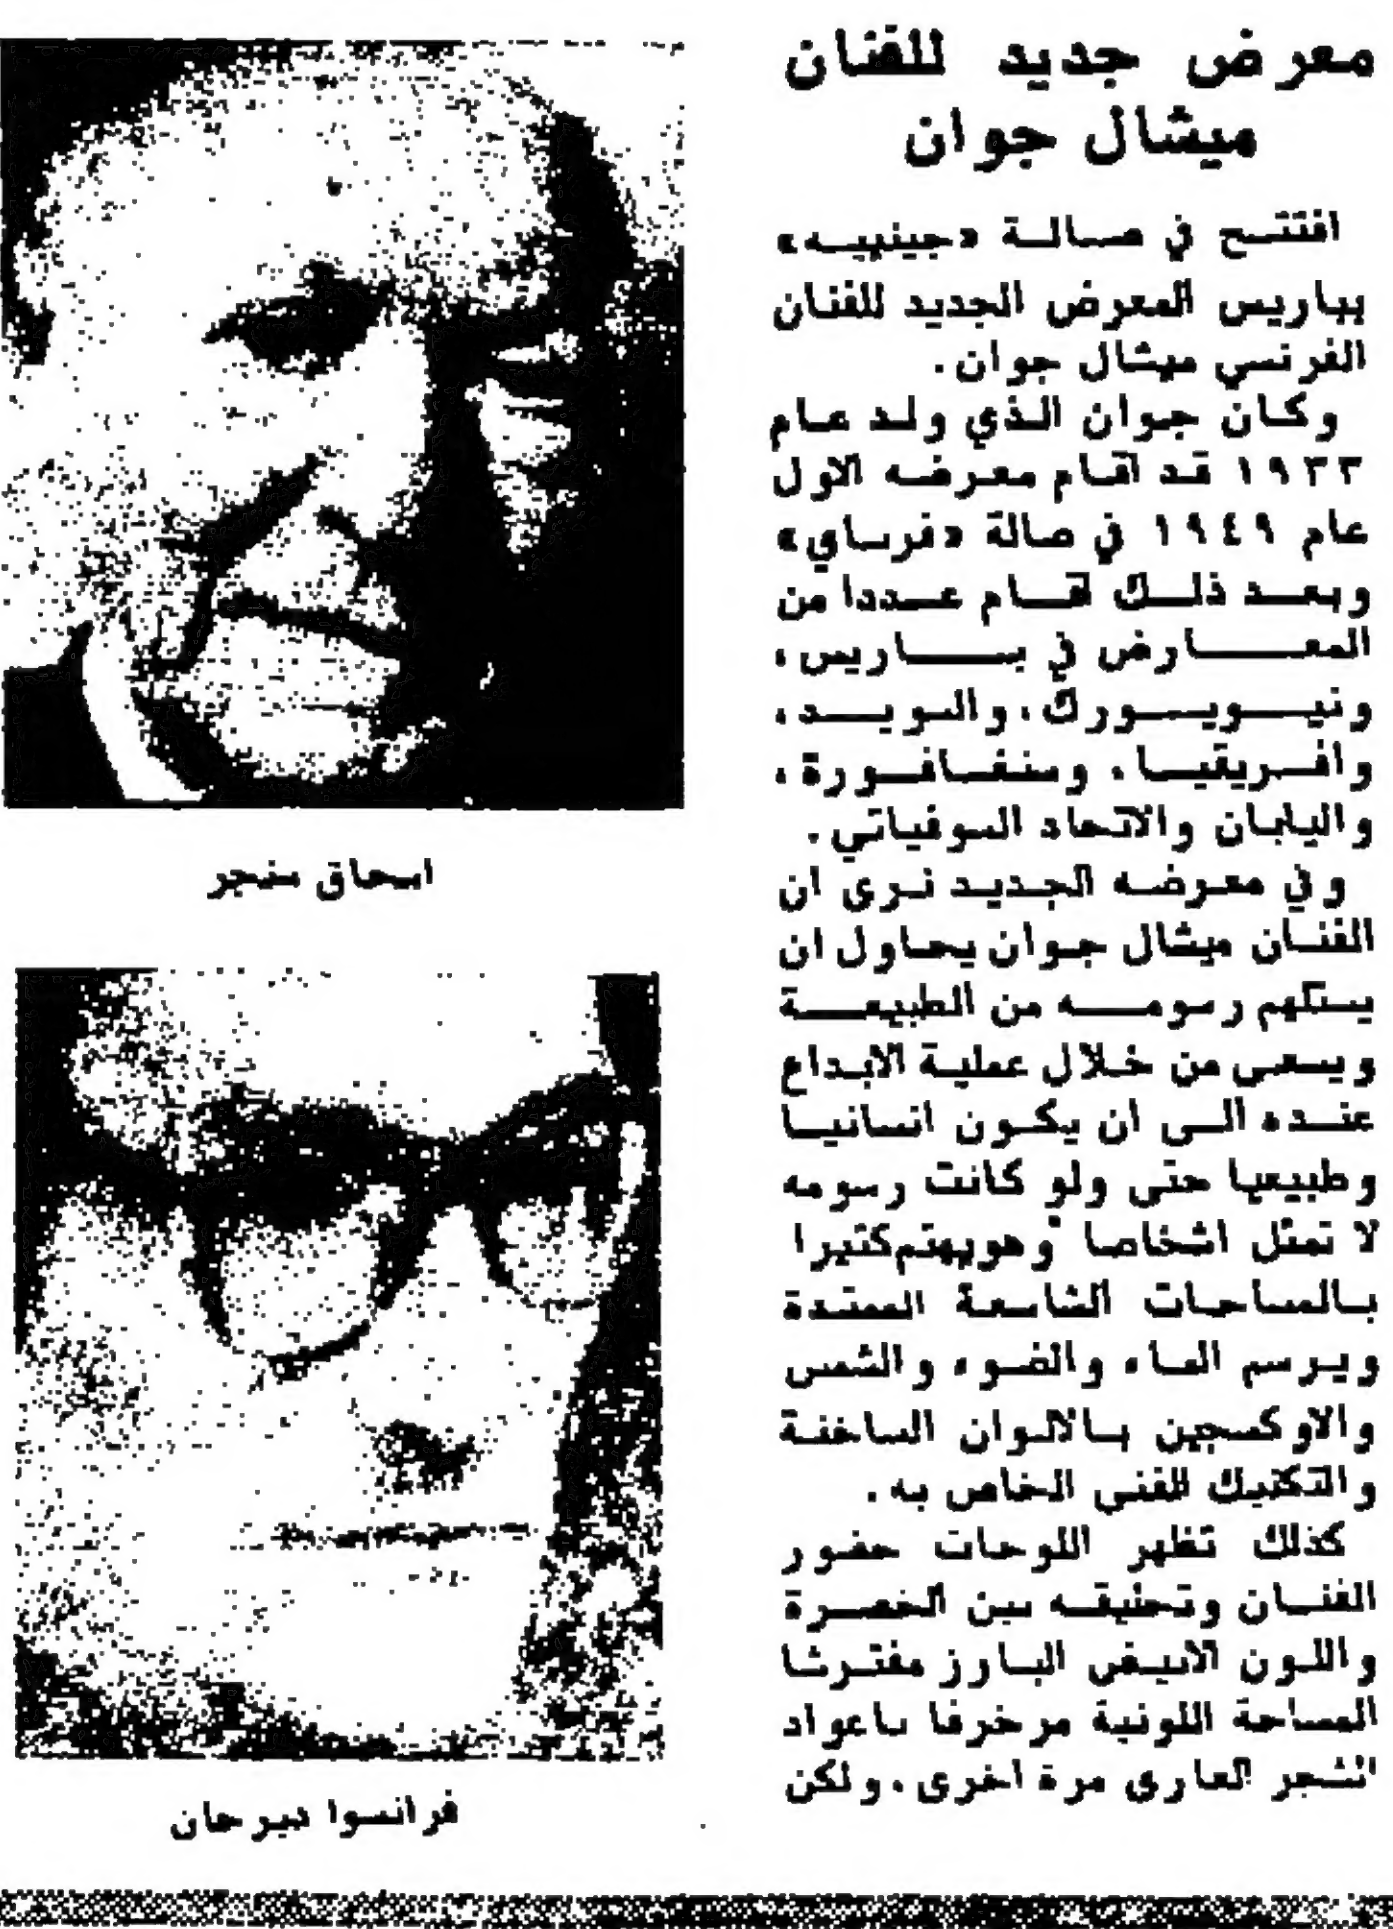 معرض جديد للفنان
ميشال جوان
افتتح في صالة «جينيبيه»
بباريس المعرض الجديد للفنان
الفرنسي ميشال جوان.
وكان جوان الذي ولد عام
١٩٣٣ قد اقام معرضه الاول
عام ١٩٤٩ في صالة «فرساي»
وبعد ذلك اقام عددا من
المعارض في باريس،
ونيويورك، والسويد،
وافريقيا، وسنغافورة،
واليابان والاتحاد السوفياتي.
وفي معرضه الجديد نرى ان
الفنان ميشال جوان يحاول ان
يستلهم رسومه من الطبيعة
ويسعى من خلال عملية الابداع
عنده الى ان يكون انسانيا
وطبيعيا حتى ولو كانت رسومه
لا تمثل اشخاصا وهو يهتم كثيرا
بالمساحات الشاسعة الممتدة
ويرسم الماء والضوء والشمس
والاوكسجين بالالوان الساخنة
والتكنيك الفني الخاص به.
كذلك تظهر اللوحات حضور
الفنان وتحليقه بين الخضرة
واللون الابيض البارز مفترشا
المساحة اللونية مزخرفا باعواد
الشجر العاري مرة اخرى، ولكن
اسحاق سنجر
فرانسوا ديرحان